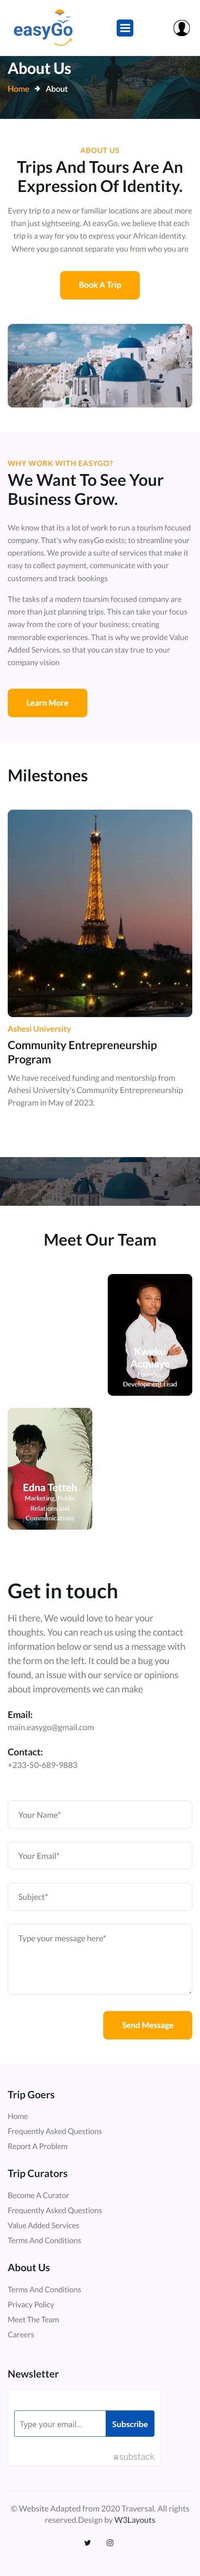 easyGo
About Us
Home → About
ABOUT US
Trips And Tours Are An
Expression Of Identity.
Every trip to a new or familiar locations are about more
than just sightseeing. At easyGo, we believe that each
trip is a way for you to express your African identity.
Where you go cannot separate you from who you are
Book A Trip
WHY WORK WITH EASYGO?
We Want To See Your
Business Grow.
We know that its a lot of work to run a tourism focused
company. That's why easyGo exists; to streamline your
operations. We provide a suite of services that make it
easy to collect payment, communicate with your
customers and track bookings
The tasks of a modern toursim focused company are
more than just planning trips. This can take your focus
away from the core of your business; creating
memorable experiences. That is why we provide Value
Added Services, so that you can stay true to your
company vision
Learn More
Milestones
Ashesi University
Community Entrepreneurship
Program
We have received funding and mentorship from
Ashesi University's Community Entrepreneurship
Program in May of 2023.
Meet Our Team
Kweku
Acquaye
Development Lead
Edna Tetteh
Marketing, Public
Relations and
Communications
Get in touch
Hi there, We would love to hear your
thoughts. You can reach us using the contact
information below or send us a message with
the form on the left. It could be a bug you
found, an issue with our service or opinions
about improvements we can make
Email:
main.easygo@gmail.com
Contact:
+233-50-689-9883
Your Name*
Your Email*
Subject*
Type your message here*
Send Message
Trip Goers
Home
Frequently Asked Questions
Report A Problem
Trip Curators
Become A Curator
Frequently Asked Questions
Value Added Services
Terms And Conditions
About Us
Terms And Conditions
Privacy Policy
Meet The Team
Careers
Newsletter
Type your email...
Subscribe
substack
© Website Adapted from 2020 Traversal. All rights
reserved.Design by W3Layouts